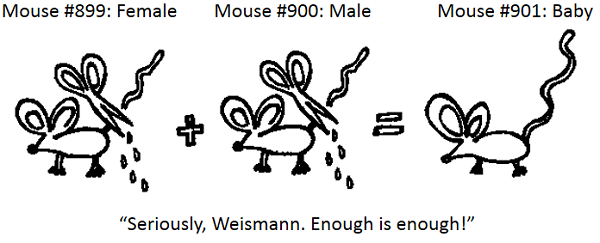 Mouse #899: Female Mouse #900: Male Mouse #901: Baby
+ =
“Seriously, Weismann. Enough is enough!”